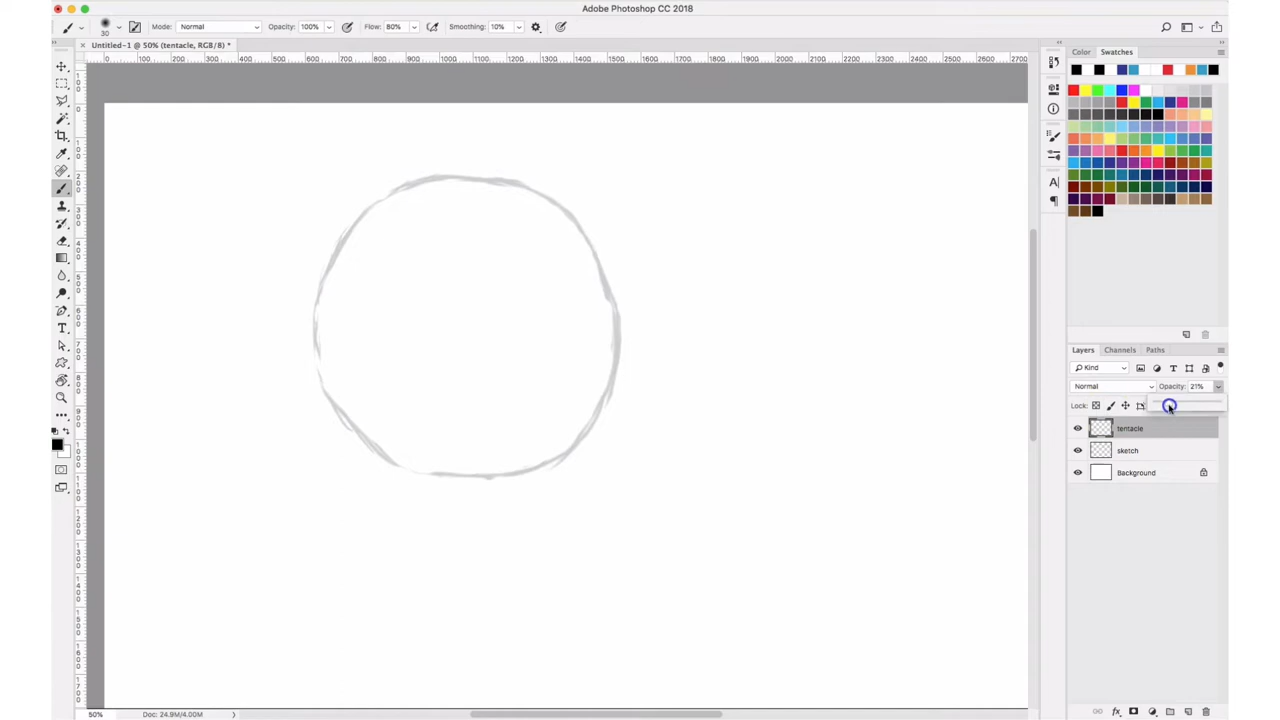 Adobe Photoshop CC 2018
30
Mode: Normal Opacity: 100% Flow: 80% Smoothing: 10%
Untitled-1 @ 50% (tentacle, RGB/8) *
Color Swatches
0 100 200 300 400 500 600 700 800 900 1000 1100 1200 1300 1400 1500 1600 1700 1800 1900 2000 2100 2200 2300 2400 2500 2600 2700
Layers Channels Paths
Kind
Normal Opacity: 21%
Lock:
tentacle
sketch
Background
50% Doc: 24.9M/4.00M